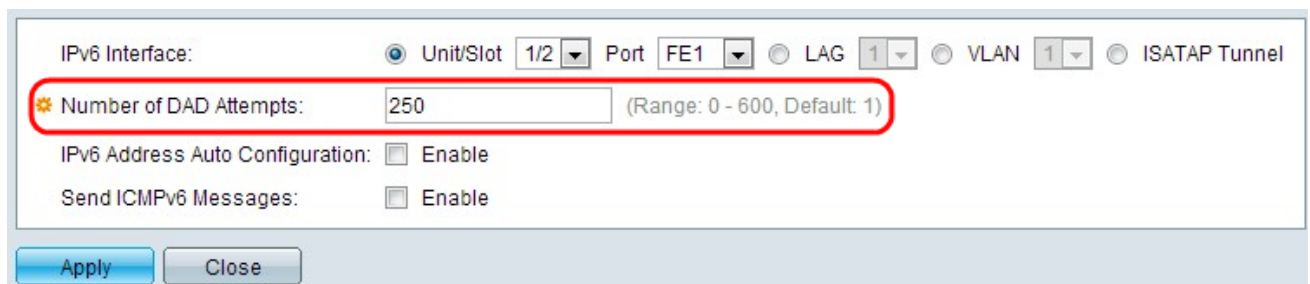 IPv6 Interface: Unit/Slot 1/2 Port FE1 LAG 1 VLAN 1 ISATAP Tunnel
Number of DAD Attempts: 250 (Range: 0 - 600, Default: 1)
IPv6 Address Auto Configuration: Enable
Send ICMPv6 Messages: Enable
Apply Close